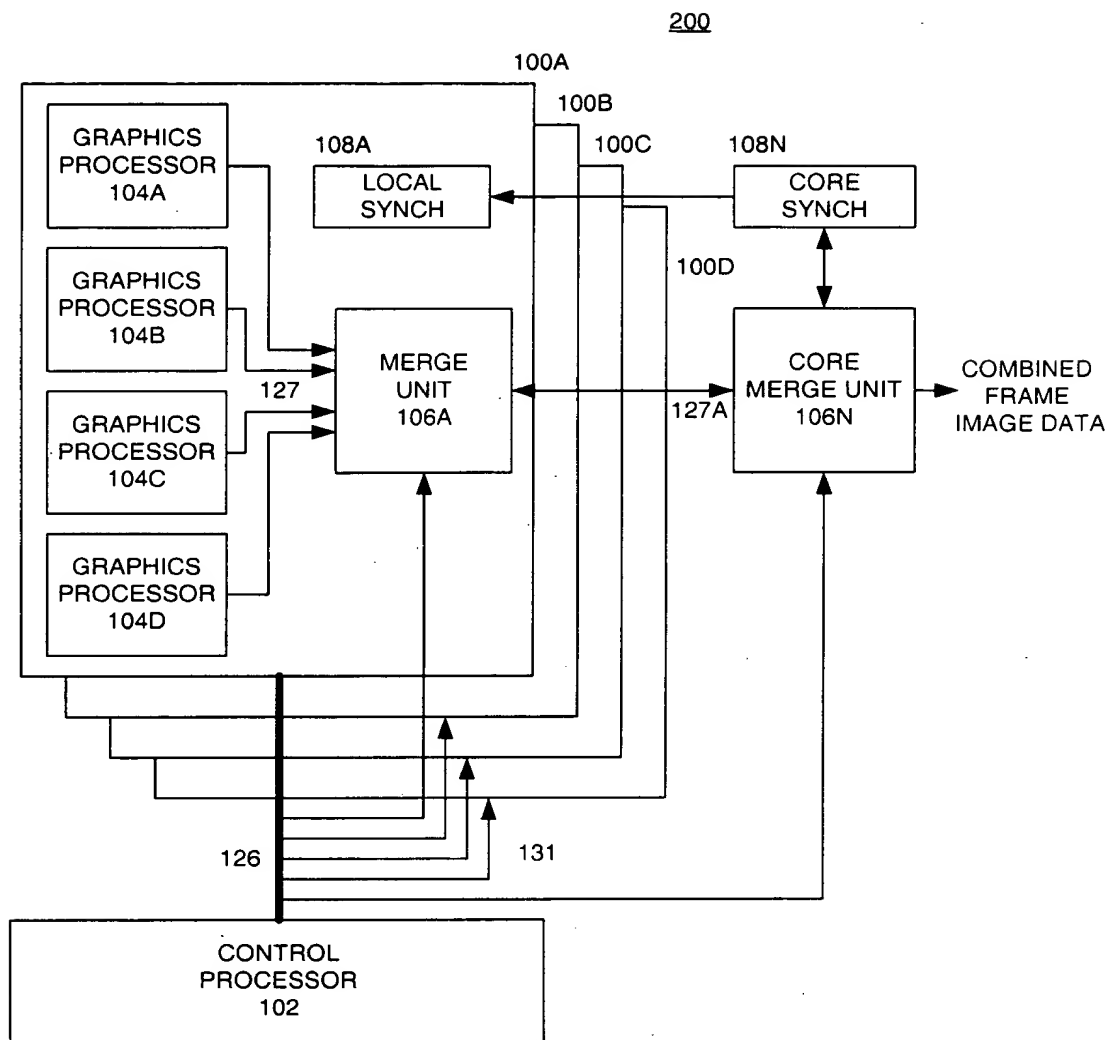 200
100A
100B
100C
100D
GRAPHICS
PROCESSOR
104A
108A
LOCAL
SYNCH
108N
CORE
SYNCH
GRAPHICS
PROCESSOR
104B
127
MERGE
UNIT
106A
127A
CORE
MERGE UNIT
106N
COMBINED
FRAME
IMAGE DATA
GRAPHICS
PROCESSOR
104C
GRAPHICS
PROCESSOR
104D
126
131
CONTROL
PROCESSOR
102